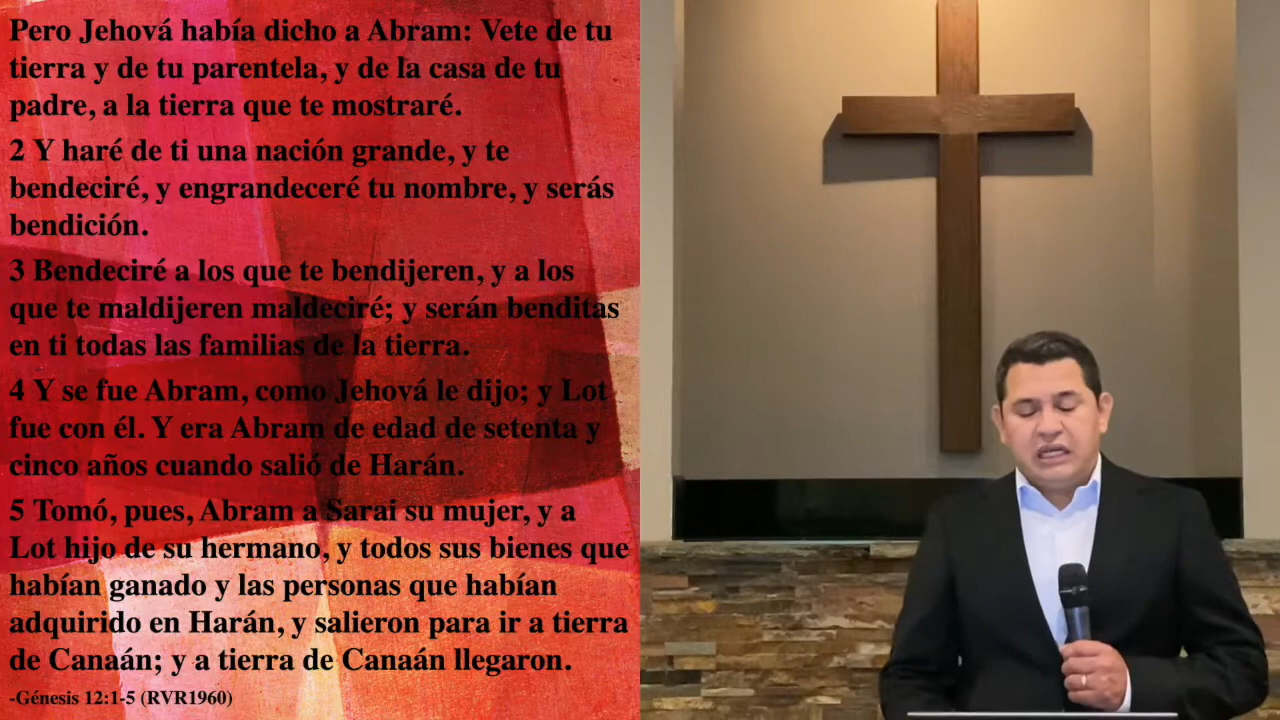 Pero Jehová había dicho a Abram: Vete de tu
tierra y de tu parentela, y de la casa de tu
padre, a la tierra que te mostraré.
2 Y haré de ti una nación grande, y te
bendeciré, y engrandeceré tu nombre, y serás
bendición.
3 Bendeciré a los que te bendijeren, y a los
que te maldijeren maldeciré; y serán benditas
en ti todas las familias de la tierra.
4 Y se fue Abram, como Jehová le dijo; y Lot
fue con él. Y era Abram de edad de setenta y
cinco años cuando salió de Harán.
5 Tomó, pues, Abram a Sarai su mujer, y a
Lot hijo de su hermano, y todos sus bienes que
habían ganado y las personas que habían
adquirido en Harán, y salieron para ir a tierra
de Canaán; y a tierra de Canaán llegaron.
-Génesis 12:1-5 (RVR1960)